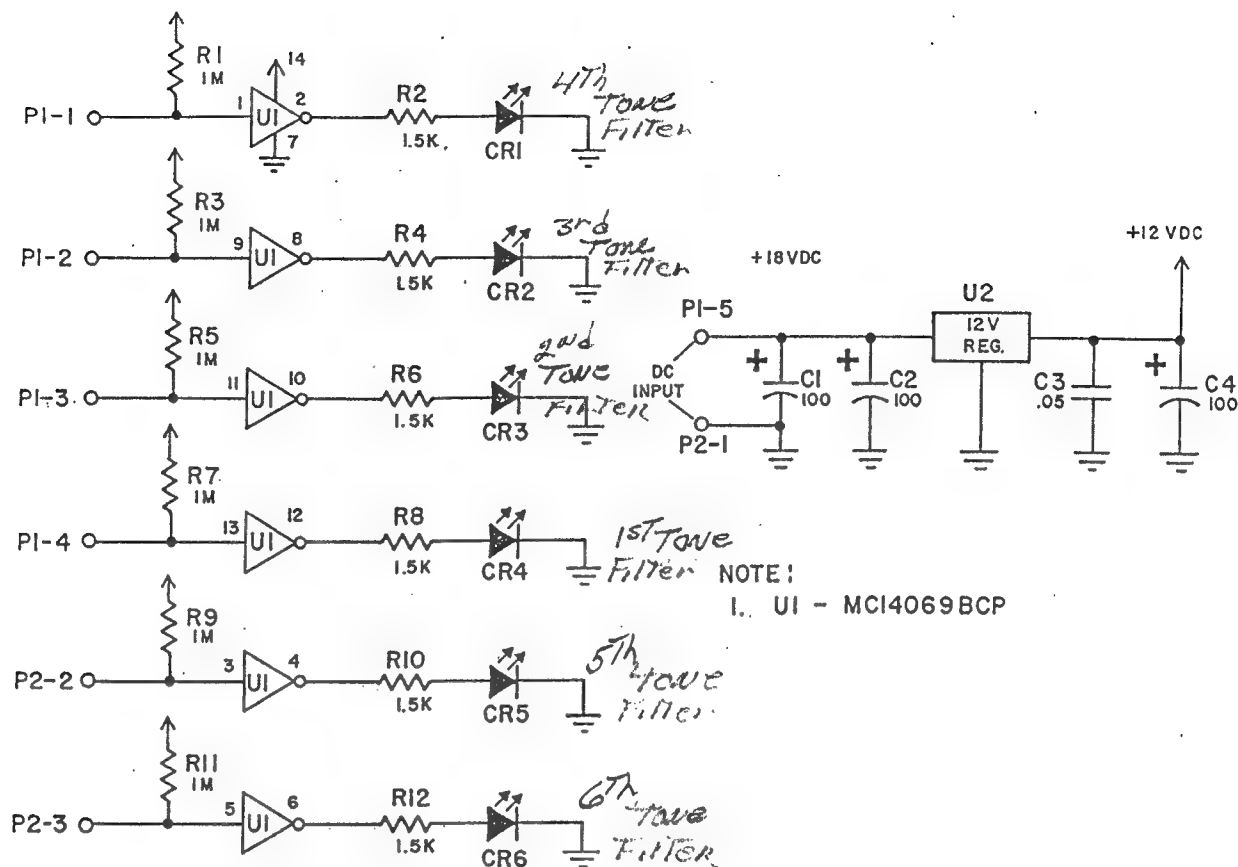 R1
1M
14
P1-1
1
U1
2
7
R2
1.5K.
CR1
4Th
Tone
Filter
R3
1M
P1-2
9
U1
8
R4
1.5K
CR2
3rd
Tone
Filter
R5
1M
P1-3
11
U1
10
R6
1.5K
CR3
2nd
Tone
Filter
R7
1M
P1-4
13
U1
12
R8
1.5K
CR4
1st Tone
Filter
R9
1M
P2-2
3
U1
4
R10
1.5K
CR5
5Th
tone
Filter
R11
1M
P2-3
5
U1
6
R12
1.5K
CR6
6Th
tone
Filter
+18VDC
+12VDC
P1-5
DC
INPUT
P2-1
+
C1
100
+
C2
100
U2
12V
REG.
C3
.05
+
C4
100
NOTE:
1. U1 - MC14069BCP